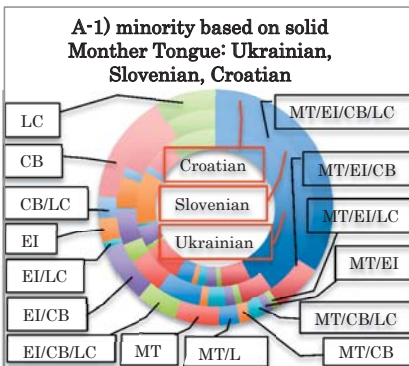 A-1) minority based on solid
Monther Tongue: Ukrainian,
Slovenian, Croatian
LC
CB
CB/LC
EI
EI/LC
EI/CB
EI/CB/LC
MT
MT/L
MT/CB
MT/CB/LC
MT/EI
MT/EI/LC
MT/EI/CB
MT/EI/CB/LC
Croatian
Slovenian
Ukrainian